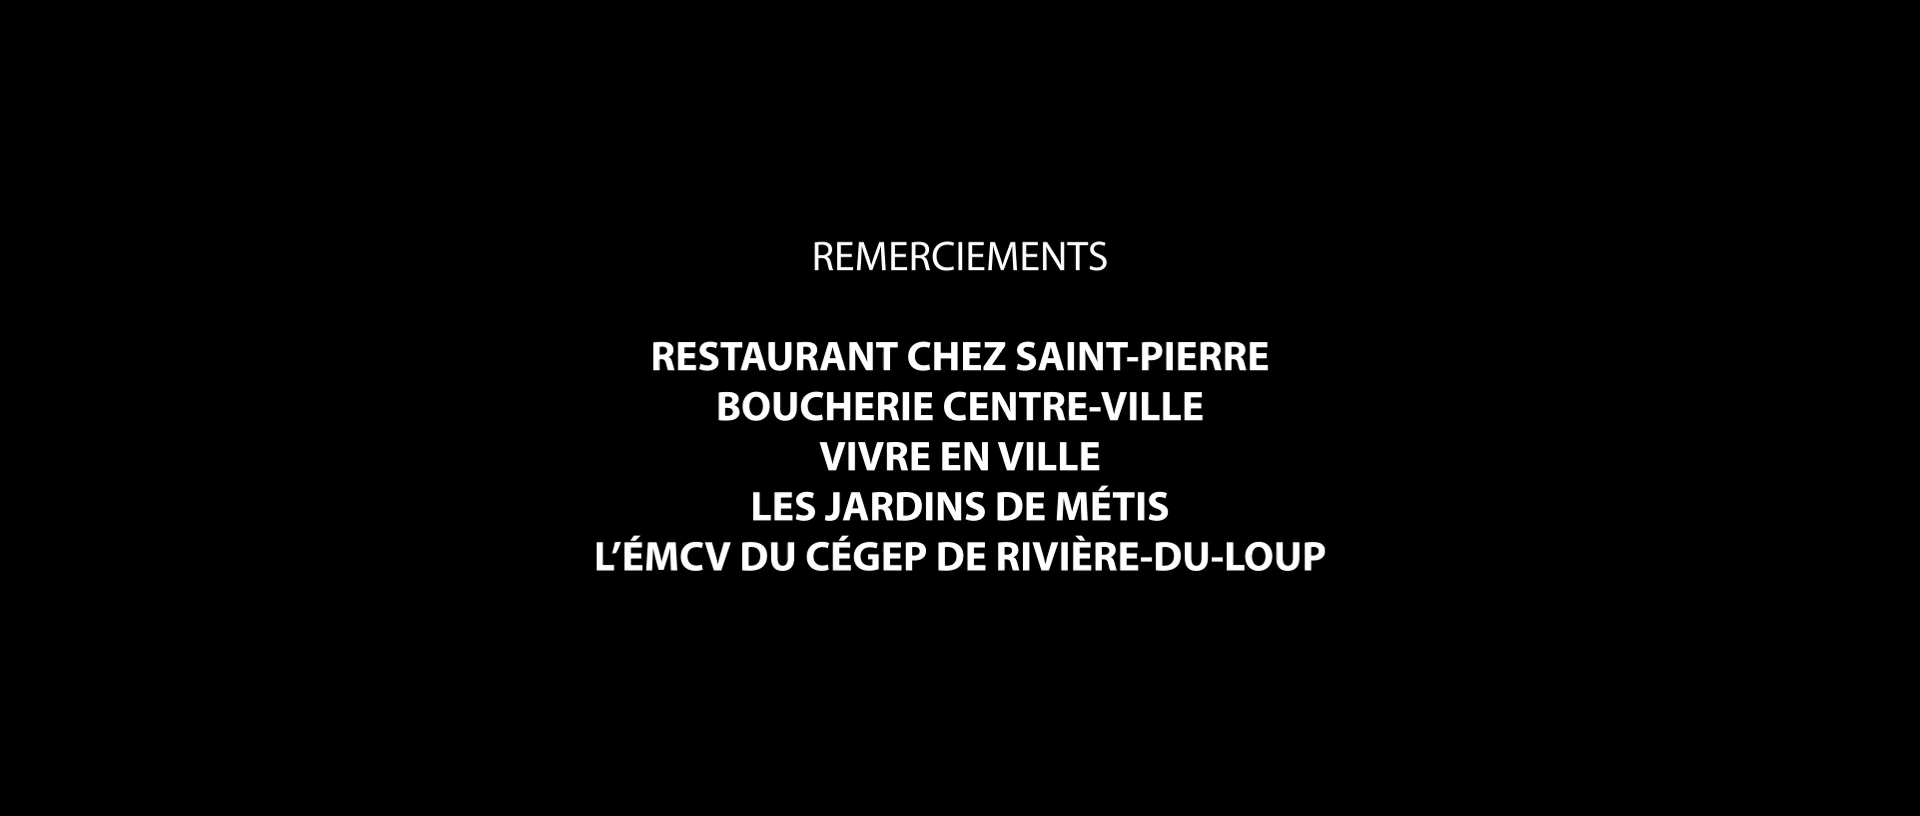 REMERCIEMENTS
RESTAURANT CHEZ SAINT-PIERRE
BOUCHERIE CENTRE-VILLE
VIVRE EN VILLE
LES JARDINS DE MÉTIS
L’ÉMCV DU CÉGEP DE RIVIÈRE-DU-LOUP